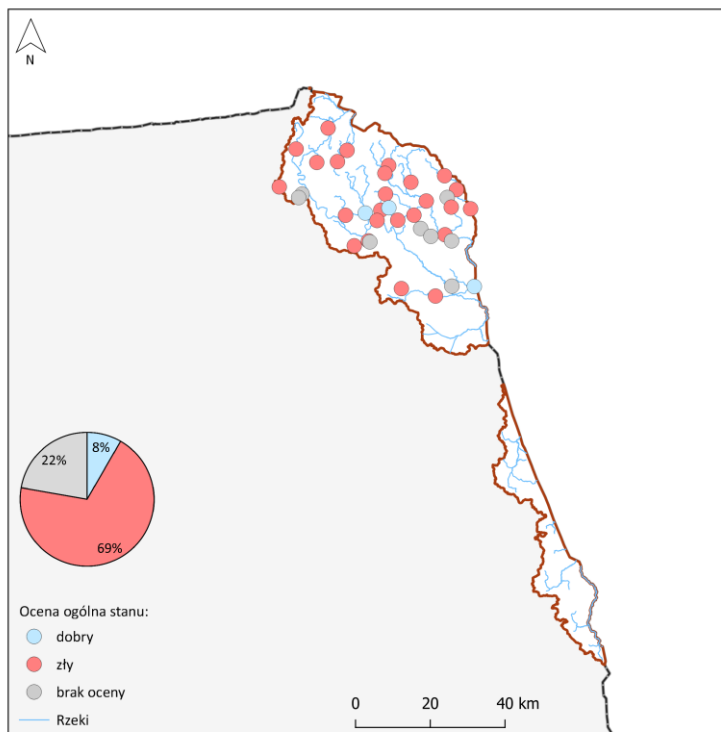 N
8%
22%
69%
Ocena ogólna stanu:
dobry
zły
brak oceny
Rzeki
0 20 40 km